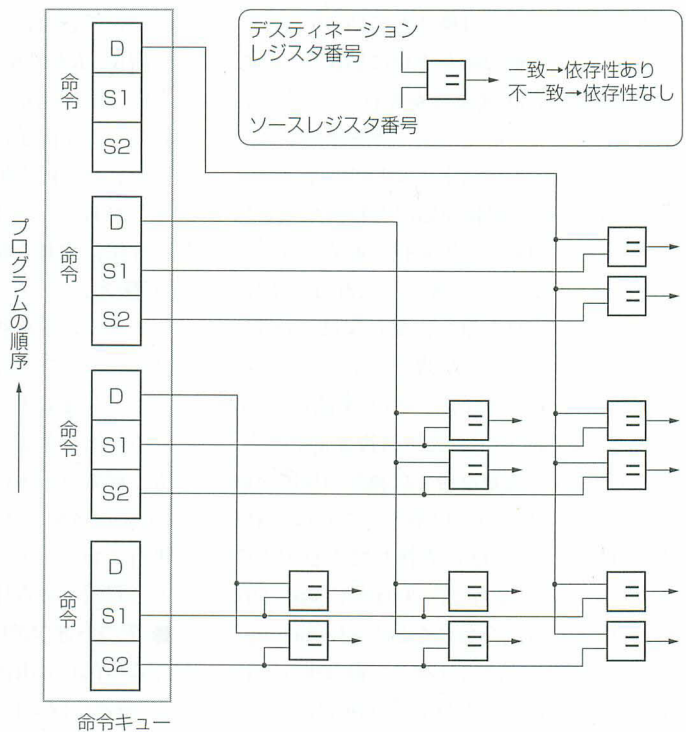 デスティネーション
レジスタ番号
=
一致→依存性あり
不一致→依存性なし
ソースレジスタ番号
プログラムの順序
命令
D
S1
S2
命令
D
S1
S2
=
=
命令
D
S1
S2
=
=
=
=
命令
D
S1
S2
=
=
=
=
=
=
命令キュー